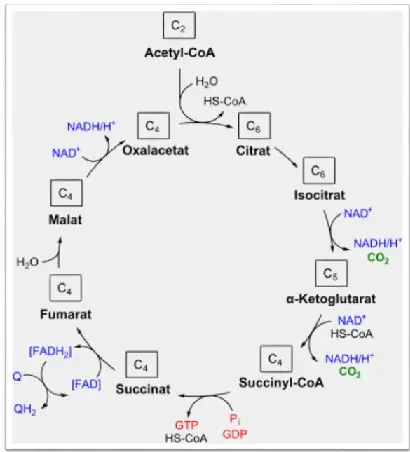 C₂
Acetyl-CoA
H₂O
HS-CoA
NADH/H⁺
NAD⁺
C₄
Oxalacetat
C₆
Citrat
C₆
Isocitrat
C₄
Malat
NAD⁺
NADH/H⁺
CO₂
H₂O
C₅
α-Ketoglutarat
C₄
Fumarat
NAD⁺
HS-CoA
NADH/H⁺
CO₂
[FADH₂]
Q
[FAD]
QH₂
C₄
Succinat
C₄
Succinyl-CoA
GTP
HS-CoA
Pᵢ
GDP